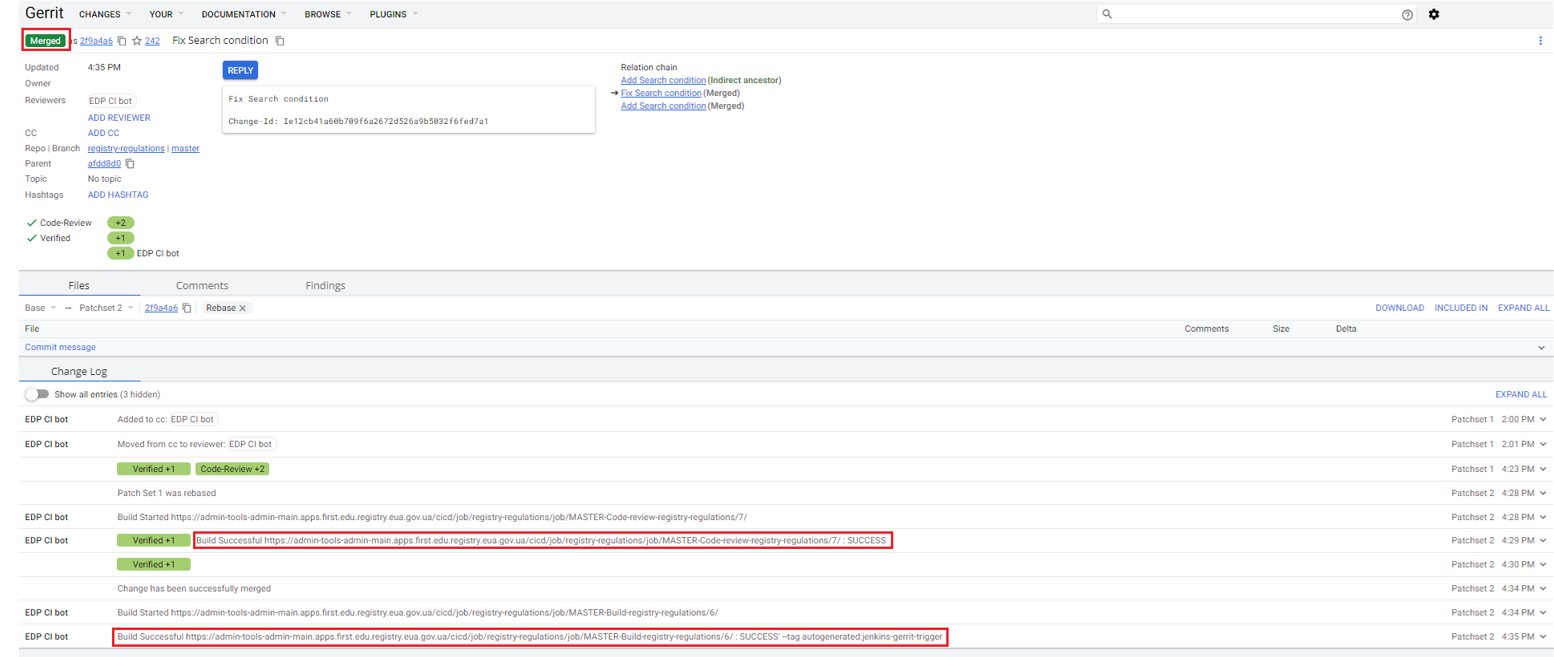 Gerrit CHANGES YOUR DOCUMENTATION BROWSE PLUGINS
Merged as 2f9a4a6 242 Fix Search condition
Updated 4:35 PM
Owner
Reviewers EDP CI bot
ADD REVIEWER
CC ADD CC
Repo | Branch registry-regulations | master
Parent afdd8d0
Topic No topic
Hashtags ADD HASHTAG
Code-Review +2
Verified +1
+1 EDP CI bot
REPLY
Fix Search condition
Change-Id: Ie12cb41a60b709f6a2672d526a9b5032f6fed7a1
Relation chain
Add Search condition (Indirect ancestor)
→ Fix Search condition (Merged)
Add Search condition (Merged)
Files Comments Findings
Base → Patchset 2 2f9a4a6 Rebase DOWNLOAD INCLUDED IN EXPAND ALL
File Comments Size Delta
Commit message
Change Log
Show all entries (3 hidden) EXPAND ALL
EDP CI bot Added to cc: EDP CI bot Patchset 1 2:00 PM
EDP CI bot Moved from cc to reviewer: EDP CI bot Patchset 1 2:01 PM
Verified +1 Code-Review +2 Patchset 1 4:23 PM
Patch Set 1 was rebased Patchset 2 4:28 PM
EDP CI bot Build Started https://admin-tools-admin-main.apps.first.edu.registry.eua.gov.ua/cicd/job/registry-regulations/job/MASTER-Code-review-registry-regulations/7/ Patchset 2 4:28 PM
EDP CI bot Verified +1 Build Successful https://admin-tools-admin-main.apps.first.edu.registry.eua.gov.ua/cicd/job/registry-regulations/job/MASTER-Code-review-registry-regulations/7/ : SUCCESS Patchset 2 4:29 PM
Verified +1 Patchset 2 4:30 PM
Change has been successfully merged Patchset 2 4:34 PM
EDP CI bot Build Started https://admin-tools-admin-main.apps.first.edu.registry.eua.gov.ua/cicd/job/registry-regulations/job/MASTER-Build-registry-regulations/6/ Patchset 2 4:34 PM
EDP CI bot Build Successful https://admin-tools-admin-main.apps.first.edu.registry.eua.gov.ua/cicd/job/registry-regulations/job/MASTER-Build-registry-regulations/6/ : SUCCESS' --tag autogenerated:jenkins-gerrit-trigger Patchset 2 4:35 PM